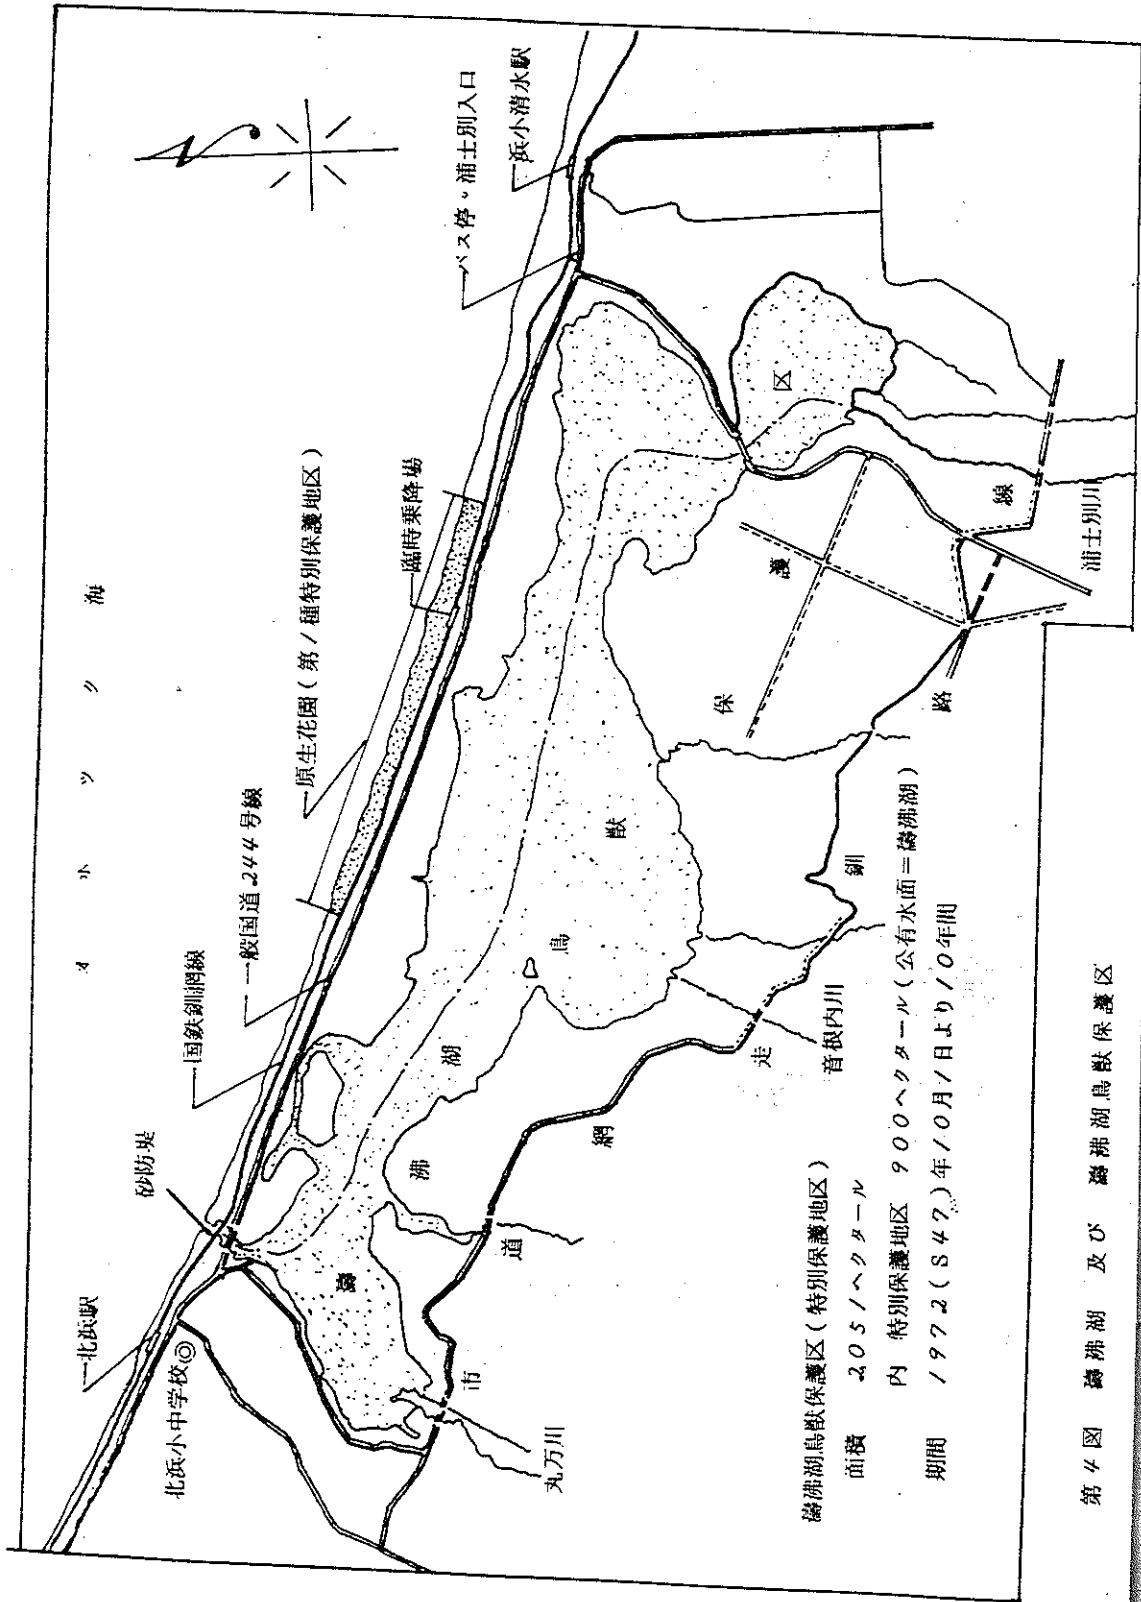 オホツク海
北浜駅
砂防堤
国鉄釧網線
一般国道244号線
原生花園(第1種特別保護地区)
臨時乗降場
バス停・浦士別入口
浜小清水駅
北浜小中学校
濤沸湖鳥獣保護区
市道網走釧路線
丸万川
音根内川
浦士別川
濤沸湖鳥獣保護区(特別保護地区)
面積 2051ヘクタール
内 特別保護地区 900ヘクタール(公有水面=濤沸湖)
期間 1972(S47)年10月1日より10年間
第4図 濤沸湖 及び 濤沸湖鳥獣保護区